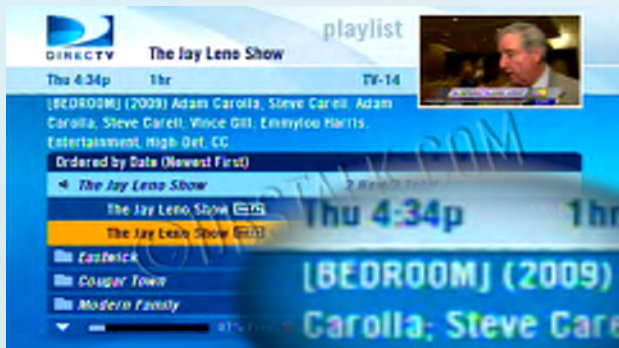 playlist
DIRECTV
The Jay Leno Show
Thu 4:34p 1hr TV-14
[BEDROOM] (2009) Adam Carolla, Steve Carell. Adam
Carolla; Steve Carell; Vince Gill; Emmylou Harris.
Entertainment, High Def, CC
Ordered by Date (Newest First)
The Jay Leno Show
The Jay Leno Show
The Jay Leno Show
Eastwick
Cougar Town
Modern Family
Thu 4:34p 1hr
[BEDROOM] (2009)
Carolla; Steve Care